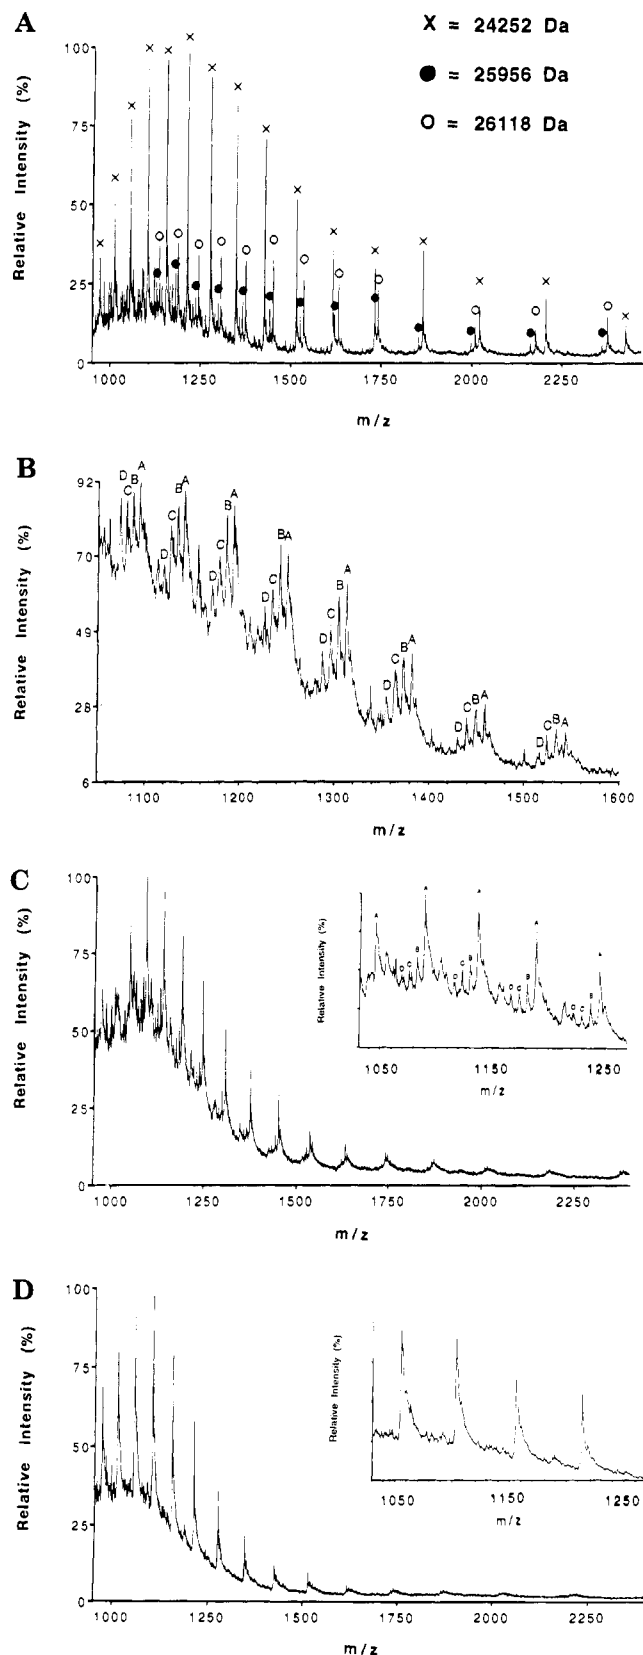 A
X = 24252 Da
● = 25956 Da
O = 26118 Da
Relative Intensity (%)
100
75
50
25
0
1000 1250 1500 1750 2000 2250
m/z
B
Relative Intensity (%)
92
70
49
28
6
D C B A
D C B A
D C B A
D C B A
D C B A
D C B A
D C B A
D C B A
1100 1200 1300 1400 1500 1600
m/z
C
Relative Intensity (%)
100
75
50
25
0
1000 1250 1500 1750 2000 2250
m/z
Relative Intensity (%)
1050 1150 1250
m/z
D
Relative Intensity (%)
100
75
50
25
0
1000 1250 1500 1750 2000 2250
m/z
Relative Intensity (%)
1050 1150 1250
m/z